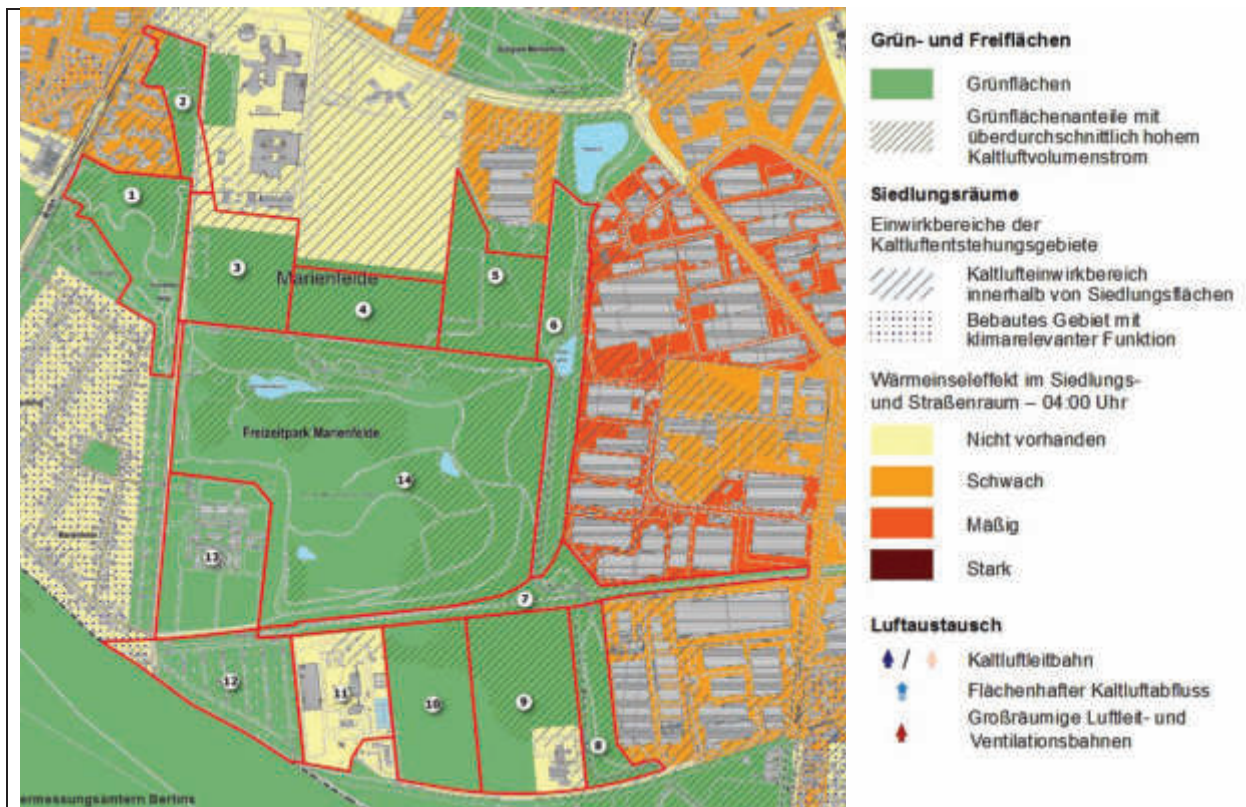 3
1
3
Marienfelde
4
5
6
Freizeitpark Marienfelde
14
13
7
12
11
10
9
8
ermessungsämtern Berlins
Grün- und Freiflächen
Grünflächen
Grünflächenanteile mit
überdurchschnittlich hohem
Kaltluftvolumenstrom
Siedlungsräume
Einwirkbereiche der
Kaltluftentstehungsgebiete
Kaltlufteinwirkbereich
innerhalb von Siedlungsflächen
Bebautes Gebiet mit
klimarelevanter Funktion
Wärmeinseleffekt im Siedlungs-
und Straßenraum – 04:00 Uhr
Nicht vorhanden
Schwach
Mäßig
Stark
Luftaustausch
/
Kaltluftleitbahn
Flächenhafter Kaltluftabfluss
Großräumige Luftleit- und
Ventilationsbahnen